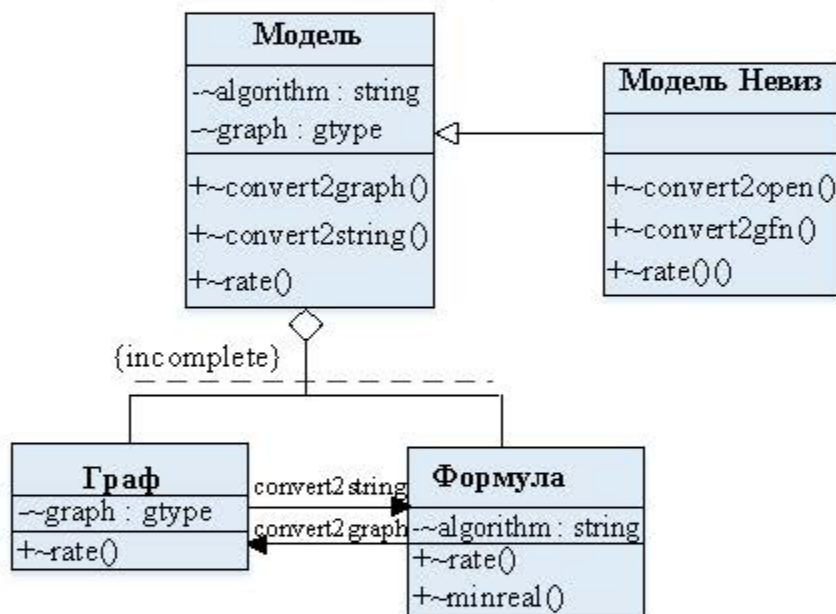 Модель
-~algorithm : string
-~graph : gtype
+~convert2graph()
+~convert2string()
+~rate()
Модель Невиз
+~convert2open()
+~convert2gfn()
+~rate()()
{incomplete}
Граф
-~graph : gtype
+~rate()
convert2string
convert2graph
Формула
-~algorithm : string
+~rate()
+~minreal()